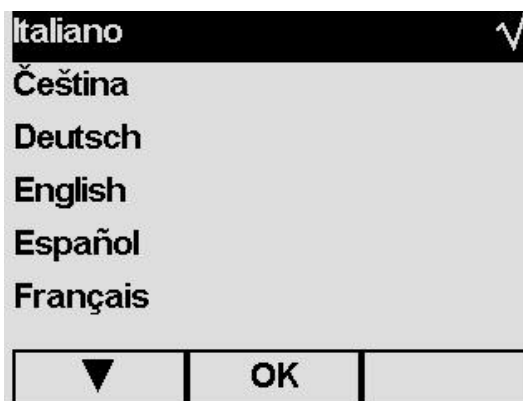 Italiano √
Čeština
Deutsch
English
Español
Français
▼ OK